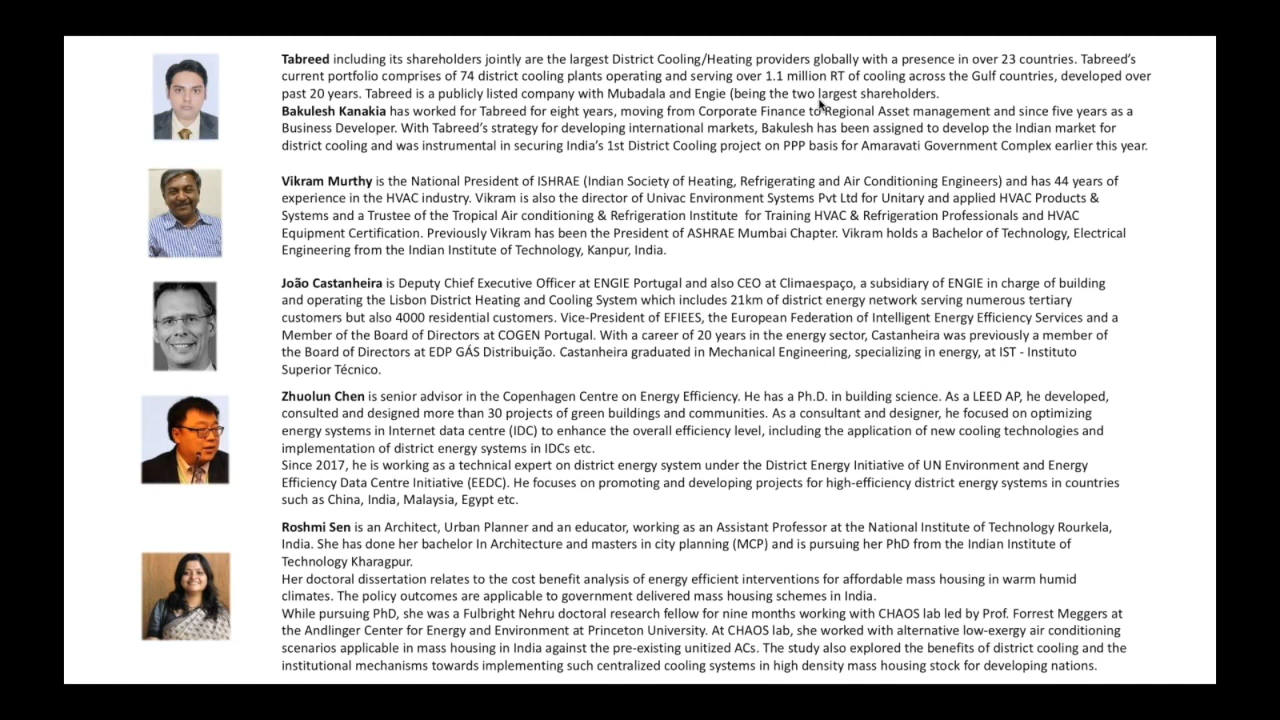 Tabreed including its shareholders jointly are the largest District Cooling/Heating providers globally with a presence in over 23 countries. Tabreed's
current portfolio comprises of 74 district cooling plants operating and serving over 1.1 million RT of cooling across the Gulf countries, developed over
past 20 years. Tabreed is a publicly listed company with Mubadala and Engie (being the two largest shareholders.
Bakulesh Kanakia has worked for Tabreed for eight years, moving from Corporate Finance to Regional Asset management and since five years as a
Business Developer. With Tabreed's strategy for developing international markets, Bakulesh has been assigned to develop the Indian market for
district cooling and was instrumental in securing India's 1st District Cooling project on PPP basis for Amaravati Government Complex earlier this year.
Vikram Murthy is the National President of ISHRAE (Indian Society of Heating, Refrigerating and Air Conditioning Engineers) and has 44 years of
experience in the HVAC industry. Vikram is also the director of Univac Environment Systems Pvt Ltd for Unitary and applied HVAC Products &
Systems and a Trustee of the Tropical Air conditioning & Refrigeration Institute for Training HVAC & Refrigeration Professionals and HVAC
Equipment Certification. Previously Vikram has been the President of ASHRAE Mumbai Chapter. Vikram holds a Bachelor of Technology, Electrical
Engineering from the Indian Institute of Technology, Kanpur, India.
João Castanheira is Deputy Chief Executive Officer at ENGIE Portugal and also CEO at Climaespaço, a subsidiary of ENGIE in charge of building
and operating the Lisbon District Heating and Cooling System which includes 21km of district energy network serving numerous tertiary
customers but also 4000 residential customers. Vice-President of EFIEES, the European Federation of Intelligent Energy Efficiency Services and a
Member of the Board of Directors at COGEN Portugal. With a career of 20 years in the energy sector, Castanheira was previously a member of
the Board of Directors at EDP GÁS Distribuição. Castanheira graduated in Mechanical Engineering, specializing in energy, at IST - Instituto
Superior Técnico.
Zhuolun Chen is senior advisor in the Copenhagen Centre on Energy Efficiency. He has a Ph.D. in building science. As a LEED AP, he developed,
consulted and designed more than 30 projects of green buildings and communities. As a consultant and designer, he focused on optimizing
energy systems in Internet data centre (IDC) to enhance the overall efficiency level, including the application of new cooling technologies and
implementation of district energy systems in IDCs etc.
Since 2017, he is working as a technical expert on district energy system under the District Energy Initiative of UN Environment and Energy
Efficiency Data Centre Initiative (EEDC). He focuses on promoting and developing projects for high-efficiency district energy systems in countries
such as China, India, Malaysia, Egypt etc.
Roshmi Sen is an Architect, Urban Planner and an educator, working as an Assistant Professor at the National Institute of Technology Rourkela,
India. She has done her bachelor In Architecture and masters in city planning (MCP) and is pursuing her PhD from the Indian Institute of
Technology Kharagpur.
Her doctoral dissertation relates to the cost benefit analysis of energy efficient interventions for affordable mass housing in warm humid
climates. The policy outcomes are applicable to government delivered mass housing schemes in India.
While pursuing PhD, she was a Fulbright Nehru doctoral research fellow for nine months working with CHAOS lab led by Prof. Forrest Meggers at
the Andlinger Center for Energy and Environment at Princeton University. At CHAOS lab, she worked with alternative low-exergy air conditioning
scenarios applicable in mass housing in India against the pre-existing unitized ACs. The study also explored the benefits of district cooling and the
institutional mechanisms towards implementing such centralized cooling systems in high density mass housing stock for developing nations.